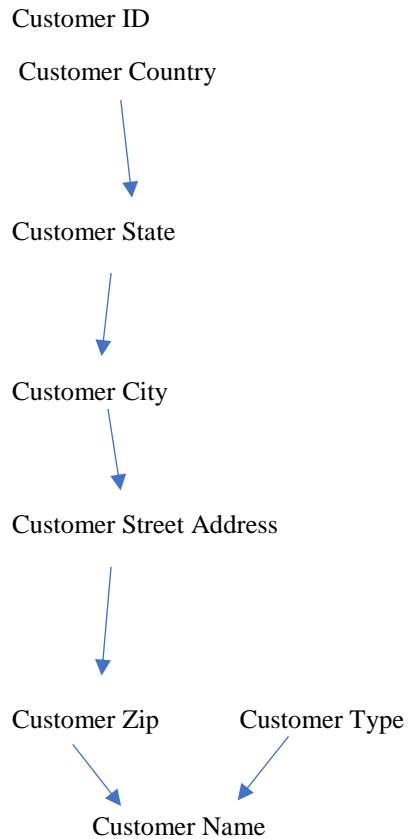 Customer ID
Customer Country
Customer State
Customer City
Customer Street Address
Customer Zip Customer Type
Customer Name